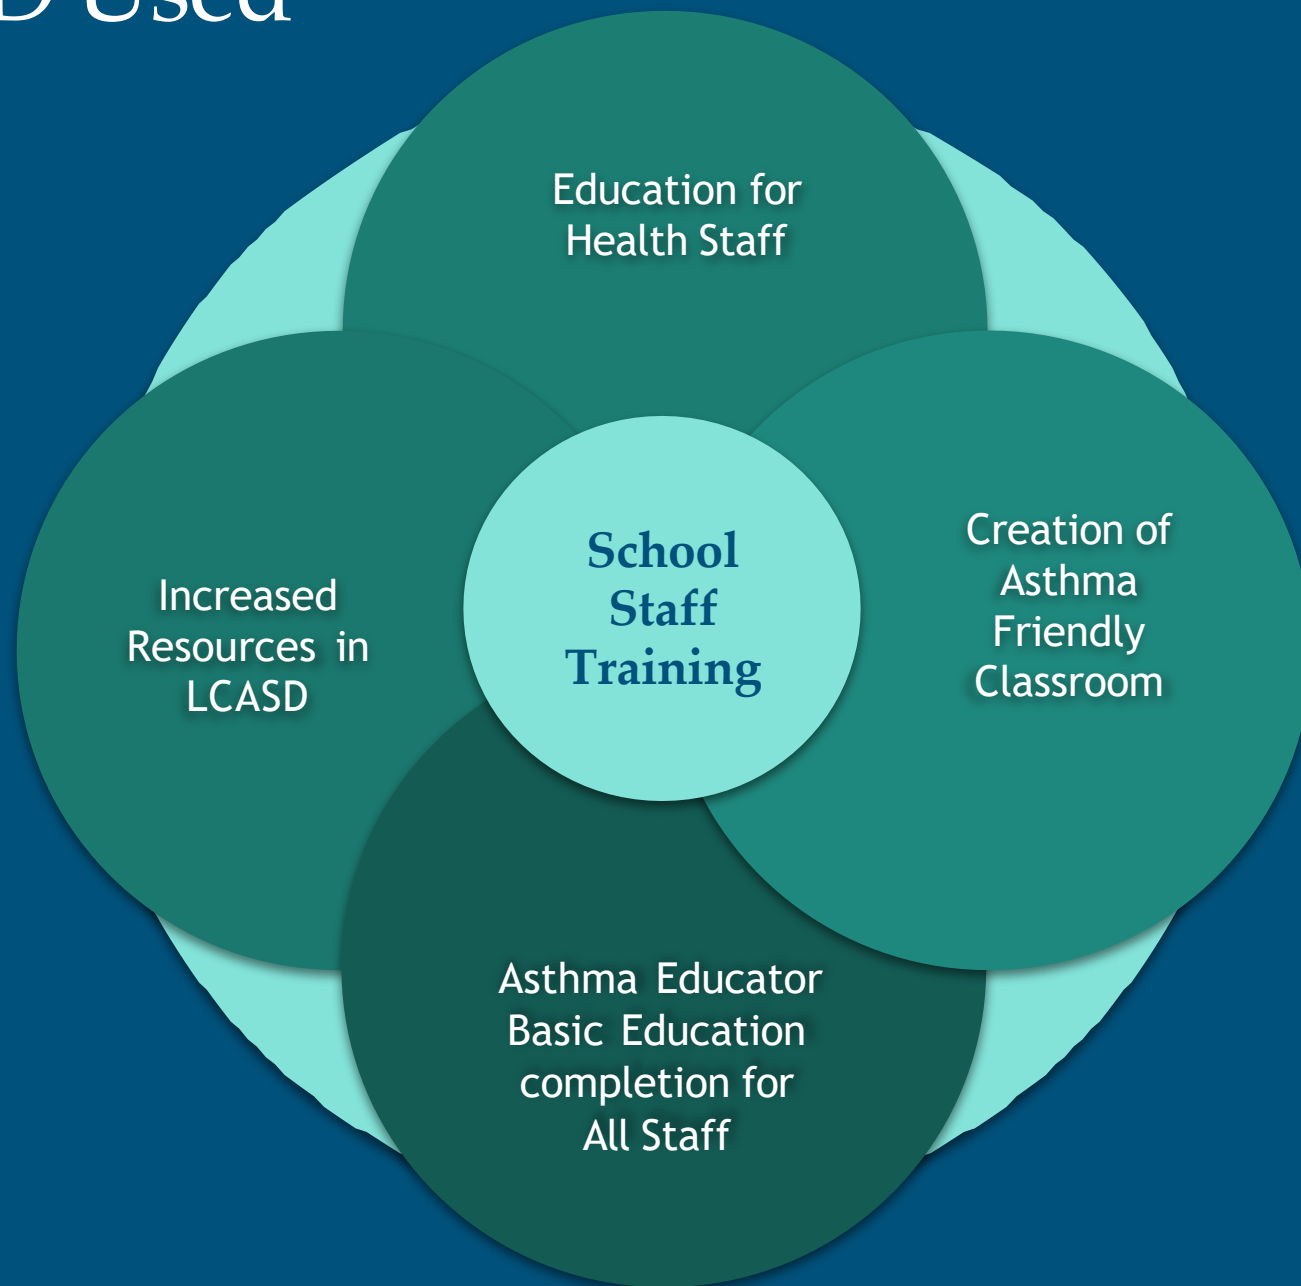 D Used
Education for
Health Staff
School
Staff
Training
Creation of
Asthma
Friendly
Classroom
Increased
Resources in
LCASD
Asthma Educator
Basic Education
completion for
All Staff